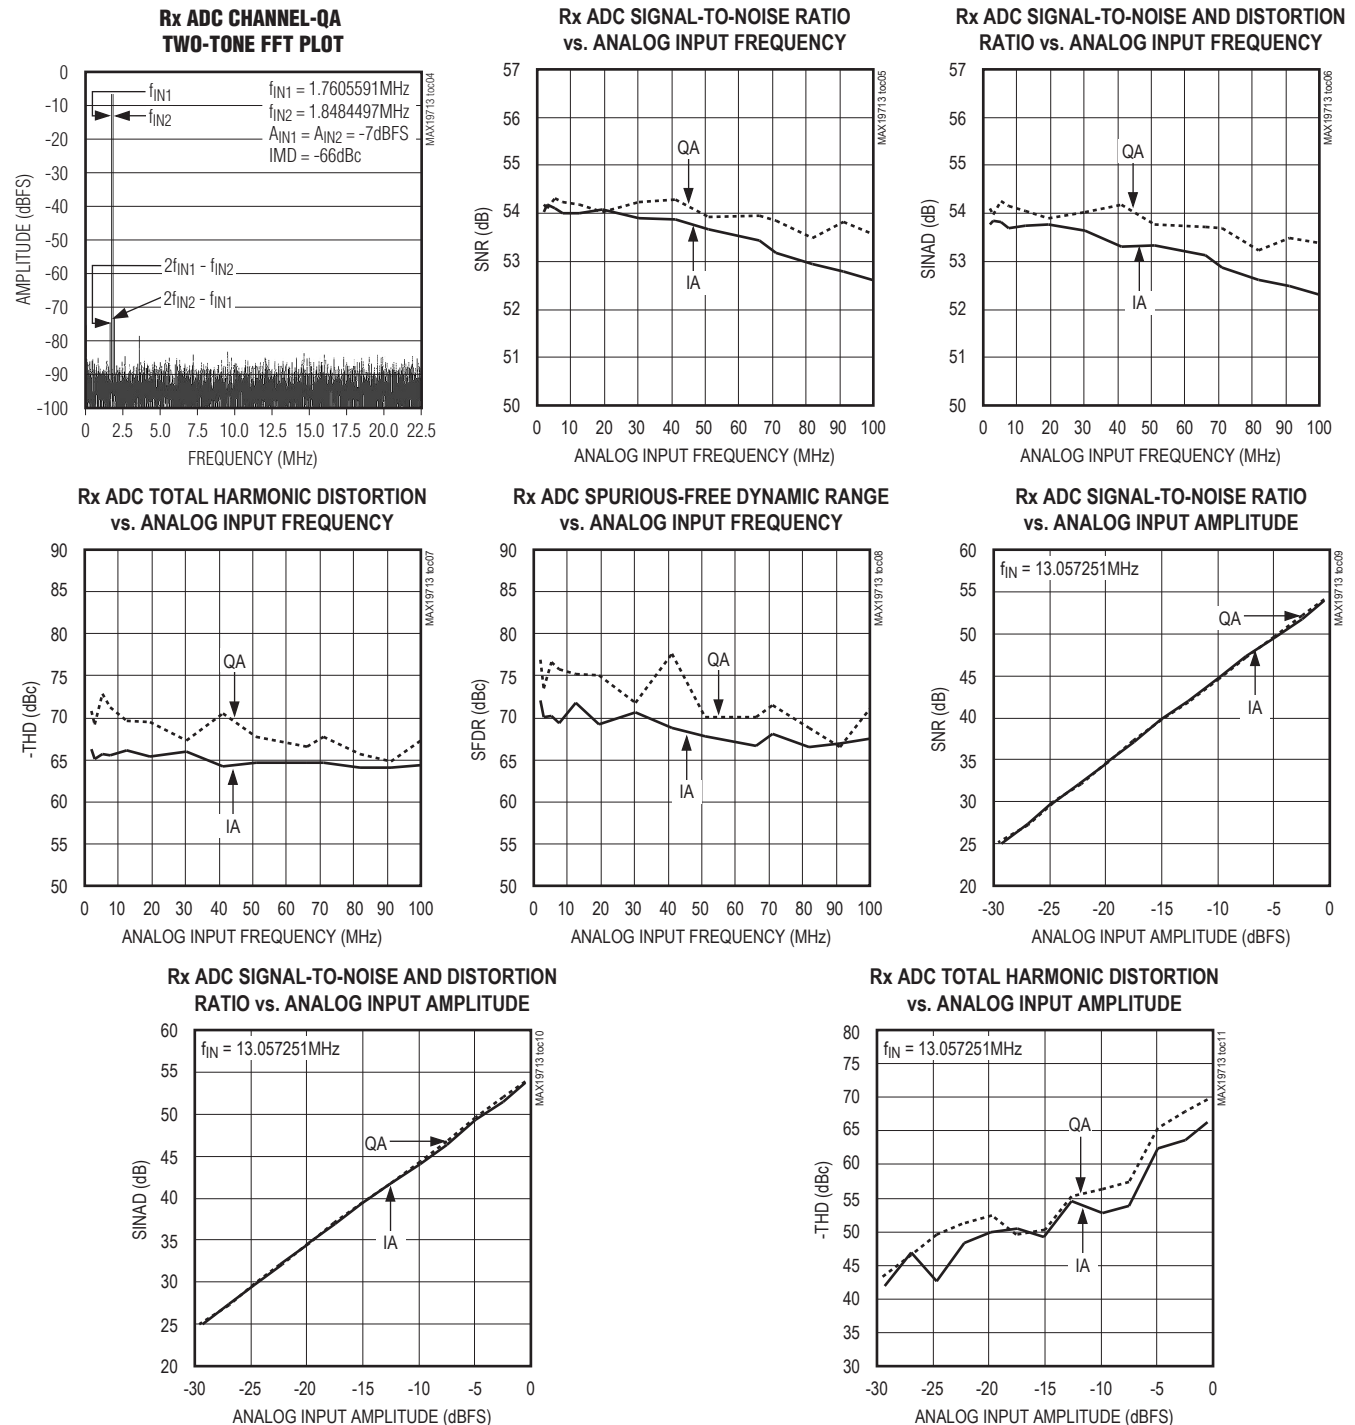 Rx ADC CHANNEL-QA
TWO-TONE FFT PLOT
0
-10
-20
-30
-40
-50
-60
-70
-80
-90
-100
AMPLITUDE (dBFS)
fIN1
fIN2
fIN1 = 1.7605591MHz
fIN2 = 1.8484497MHz
AIN1 = AIN2 = -7dBFS
IMD = -66dBc
2fIN1 - fIN2
2fIN2 - fIN1
MAX19713 toc04
0 2.5 5.0 7.5 10.0 12.5 15.0 17.5 20.0 22.5
FREQUENCY (MHz)
Rx ADC SIGNAL-TO-NOISE RATIO
vs. ANALOG INPUT FREQUENCY
57
56
55
54
53
52
51
50
SNR (dB)
QA
IA
MAX19713 toc05
0 10 20 30 40 50 60 70 80 90 100
ANALOG INPUT FREQUENCY (MHz)
Rx ADC SIGNAL-TO-NOISE AND DISTORTION
RATIO vs. ANALOG INPUT FREQUENCY
57
56
55
54
53
52
51
50
SINAD (dB)
QA
IA
MAX19713 toc06
0 10 20 30 40 50 60 70 80 90 100
ANALOG INPUT FREQUENCY (MHz)
Rx ADC TOTAL HARMONIC DISTORTION
vs. ANALOG INPUT FREQUENCY
90
85
80
75
70
65
60
55
50
-THD (dBc)
QA
IA
MAX19713 toc07
0 10 20 30 40 50 60 70 80 90 100
ANALOG INPUT FREQUENCY (MHz)
Rx ADC SPURIOUS-FREE DYNAMIC RANGE
vs. ANALOG INPUT FREQUENCY
90
85
80
75
70
65
60
55
50
SFDR (dBc)
QA
IA
MAX19713 toc08
0 10 20 30 40 50 60 70 80 90 100
ANALOG INPUT FREQUENCY (MHz)
Rx ADC SIGNAL-TO-NOISE RATIO
vs. ANALOG INPUT AMPLITUDE
60
55
50
45
40
35
30
25
20
SNR (dB)
fIN = 13.057251MHz
QA
IA
MAX19713 toc09
-30 -25 -20 -15 -10 -5 0
ANALOG INPUT AMPLITUDE (dBFS)
Rx ADC SIGNAL-TO-NOISE AND DISTORTION
RATIO vs. ANALOG INPUT AMPLITUDE
60
55
50
45
40
35
30
25
20
SINAD (dB)
fIN = 13.057251MHz
QA
IA
MAX19713 toc10
-30 -25 -20 -15 -10 -5 0
ANALOG INPUT AMPLITUDE (dBFS)
Rx ADC TOTAL HARMONIC DISTORTION
vs. ANALOG INPUT AMPLITUDE
80
75
70
65
60
55
50
45
40
35
30
-THD (dBc)
fIN = 13.057251MHz
QA
IA
MAX19713 toc11
-30 -25 -20 -15 -10 -5 0
ANALOG INPUT AMPLITUDE (dBFS)